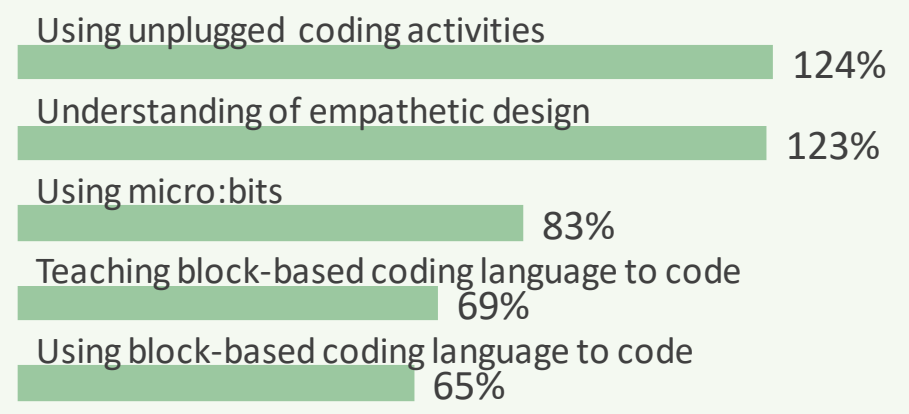 Using unplugged coding activities
124%
Understanding of empathetic design
123%
Using micro:bits
83%
Teaching block-based coding language to code
69%
Using block-based coding language to code
65%